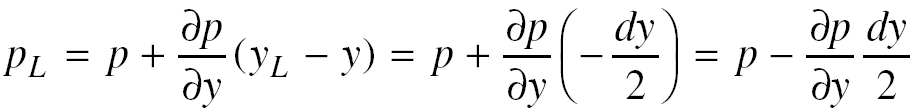 $p_L = p + \frac{\partial p}{\partial y}(y_L - y) = p + \frac{\partial p}{\partial y}\left(-\frac{dy}{2}\right) = p - \frac{\partial p}{\partial y}\frac{dy}{2}$